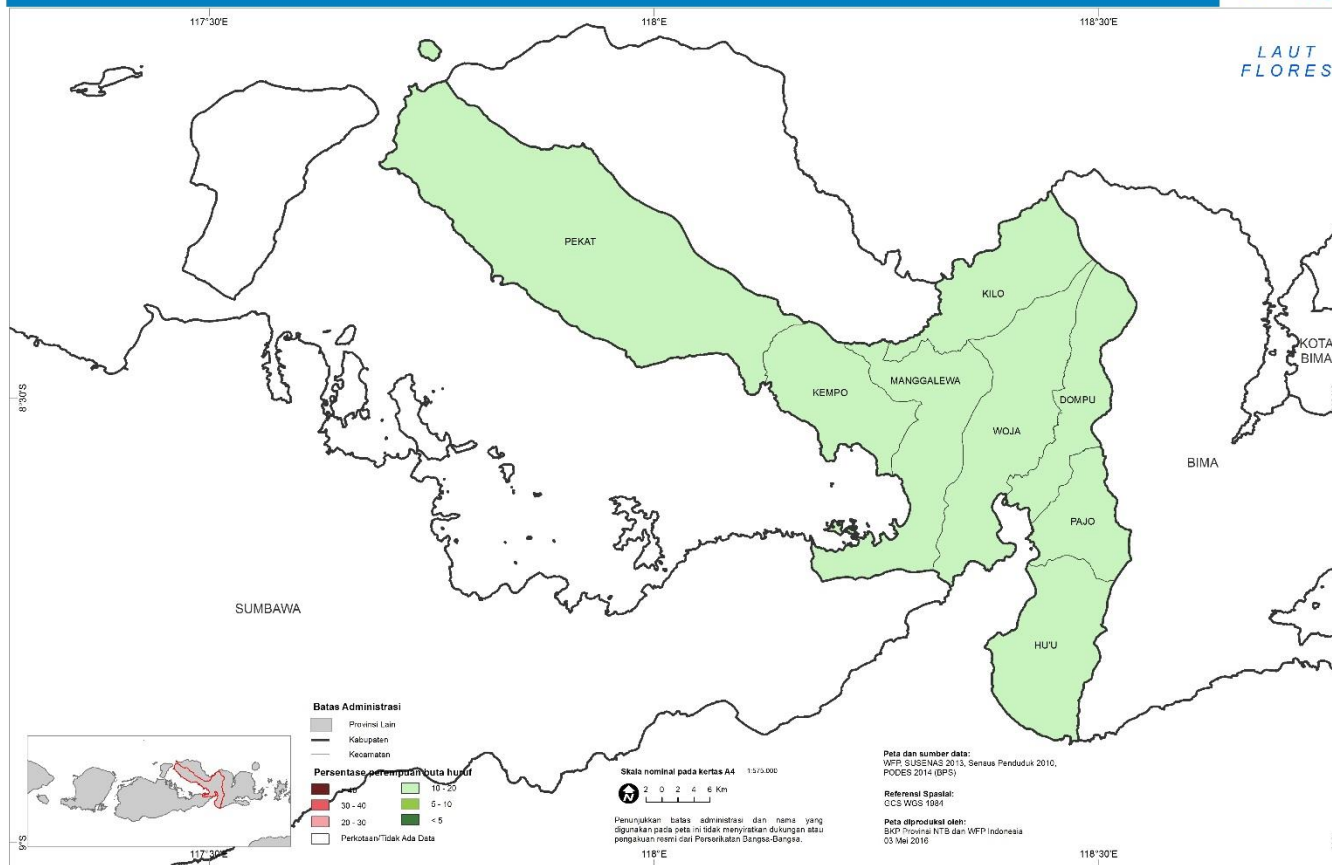 117°30'E
118°E
118°30'E
LAUT
FLORES
PEKAT
KILO
KOTA
BIMA
MANGGALEWA
KEMPO
DOMPU
8°30'S
WOJA
BIMA
PAJO
SUMBAWA
HU'U
Batas Administrasi
Provinsi Lain
Kabupaten
Kecamatan
Persentase perempuan buta huruf
30 - 40
20 - 30
10 - 20
5 - 10
< 5
Perkotaan/Tidak Ada Data
Skala nominal pada kertas A4 1:575.000
2 0 2 4 6 Km
Penunjukkan batas administrasi dan nama yang
digunakan pada peta ini tidak menyiratkan dukungan atau
pengakuan resmi dari Perserikatan Bangsa-Bangsa.
Peta dan sumber data:
WFP, SUSENAS 2013, Sensus Penduduk 2010,
PODES 2014 (BPS)
Referensi Spasial:
GCS WGS 1984
Peta diproduksi oleh:
BKP Provinsi NTB dan WFP Indonesia
03 Mei 2016
9°S
117°30'E
118°E
118°30'E